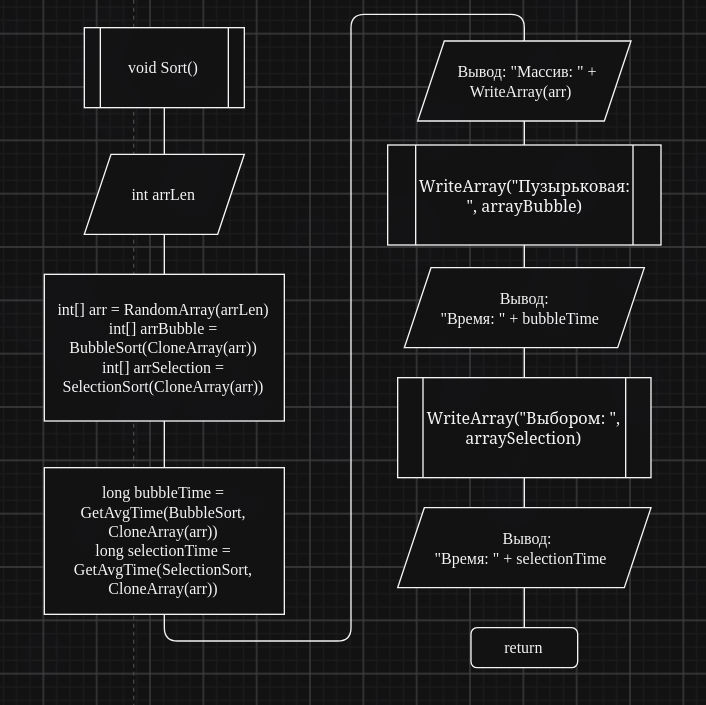 void Sort()
int arrLen
int[] arr = RandomArray(arrLen)
int[] arrBubble =
BubbleSort(CloneArray(arr))
int[] arrSelection =
SelectionSort(CloneArray(arr))
long bubbleTime =
GetAvgTime(BubbleSort,
CloneArray(arr))
long selectionTime =
GetAvgTime(SelectionSort,
CloneArray(arr))
Вывод: "Массив: " +
WriteArray(arr)
WriteArray("Пузырьковая:
", arrayBubble)
Вывод:
"Время: " + bubbleTime
WriteArray("Выбором: ",
arraySelection)
Вывод:
"Время: " + selectionTime
return